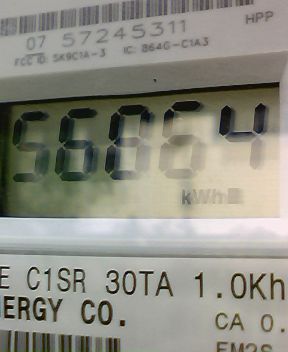 HPP
07 57245311
FCC ID: SK9C1A-3 IC: 864G-C1A3
56864
kWh
E C1SR 30TA 1.0Kh
ERGY CO.
CA 0.
FM2S